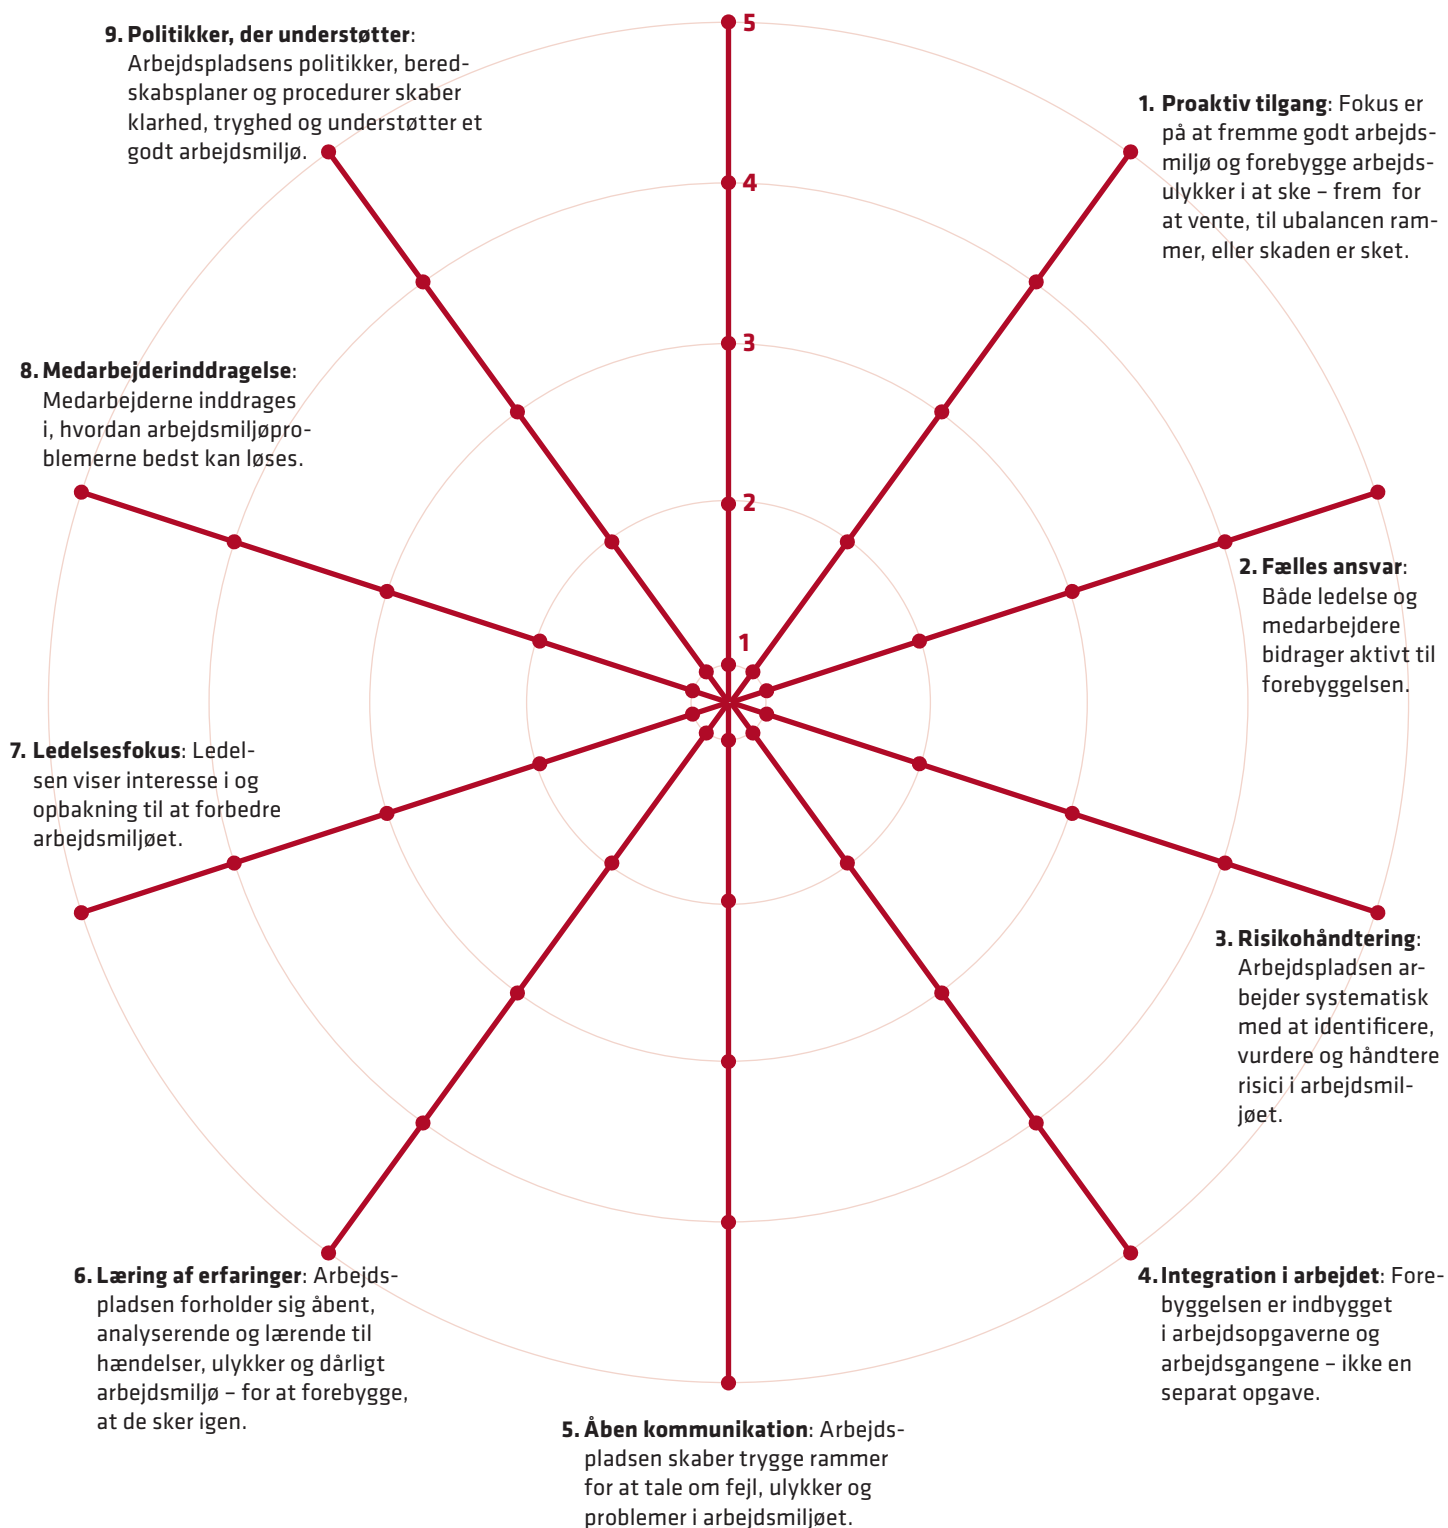 5
4
3
2
1
1. Proaktiv tilgang: Fokus er
på at fremme godt arbejds-
miljø og forebygge arbejds-
ulykker i at ske – frem for
at vente, til ubalancen ram-
mer, eller skaden er sket.
2. Fælles ansvar:
Både ledelse og
medarbejdere
bidrager aktivt til
forebyggelsen.
3. Risikohåndtering:
Arbejdspladsen ar-
bejder systematisk
med at identificere,
vurdere og håndtere
risici i arbejdsmil-
jøet.
4. Integration i arbejdet: Fore-
byggelsen er indbygget
i arbejdsopgaverne og
arbejdsgangene – ikke en
separat opgave.
5. Åben kommunikation: Arbejds-
pladsen skaber trygge rammer
for at tale om fejl, ulykker og
problemer i arbejdsmiljøet.
6. Læring af erfaringer: Arbejds-
pladsen forholder sig åbent,
analyserende og lærende til
hændelser, ulykker og dårligt
arbejdsmiljø – for at forebygge,
at de sker igen.
7. Ledelsesfokus: Ledel-
sen viser interesse i og
opbakning til at forbedre
arbejdsmiljøet.
8. Medarbejderinddragelse:
Medarbejderne inddrages
i, hvordan arbejdsmiljøpro-
blemerne bedst kan løses.
9. Politikker, der understøtter:
Arbejdspladsens politikker, bered-
skabsplaner og procedurer skaber
klarhed, tryghed og understøtter et
godt arbejdsmiljø.